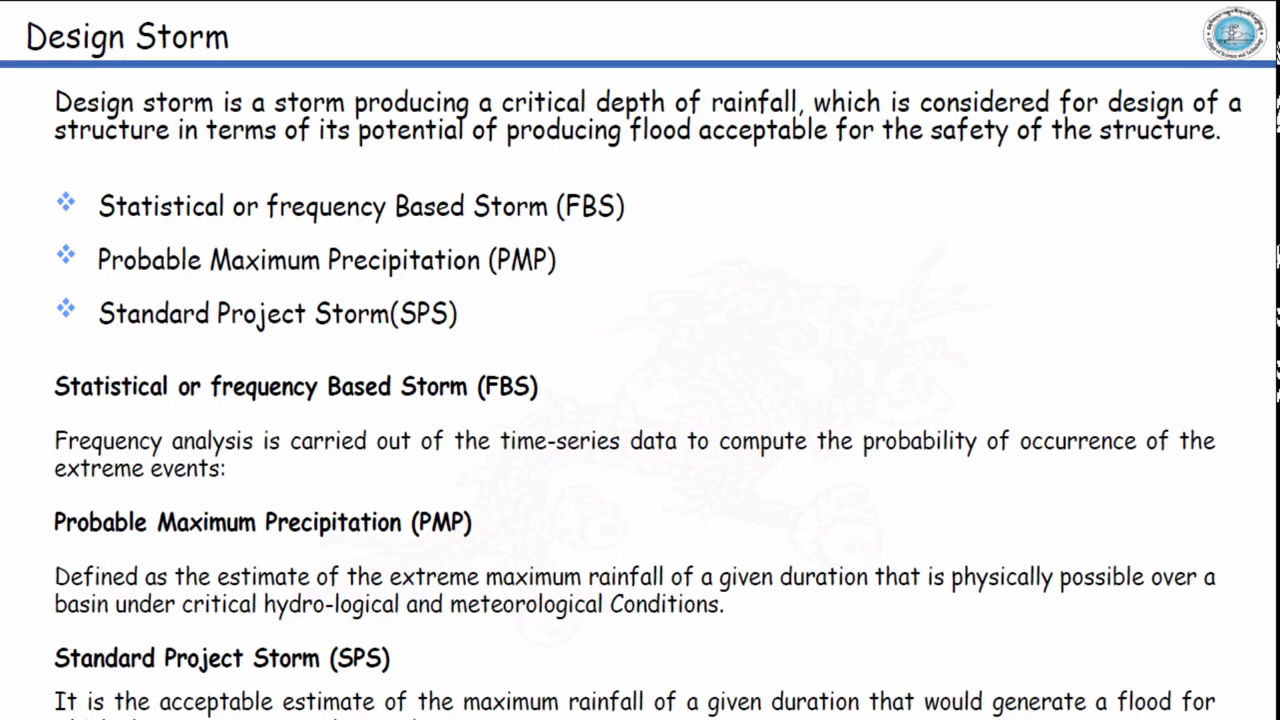 Design Storm
Design storm is a storm producing a critical depth of rainfall, which is considered for design of a
structure in terms of its potential of producing flood acceptable for the safety of the structure.
Statistical or frequency Based Storm (FBS)
Probable Maximum Precipitation (PMP)
Standard Project Storm(SPS)
Statistical or frequency Based Storm (FBS)
Frequency analysis is carried out of the time-series data to compute the probability of occurrence of the
extreme events:
Probable Maximum Precipitation (PMP)
Defined as the estimate of the extreme maximum rainfall of a given duration that is physically possible over a
basin under critical hydro-logical and meteorological Conditions.
Standard Project Storm (SPS)
It is the acceptable estimate of the maximum rainfall of a given duration that would generate a flood for